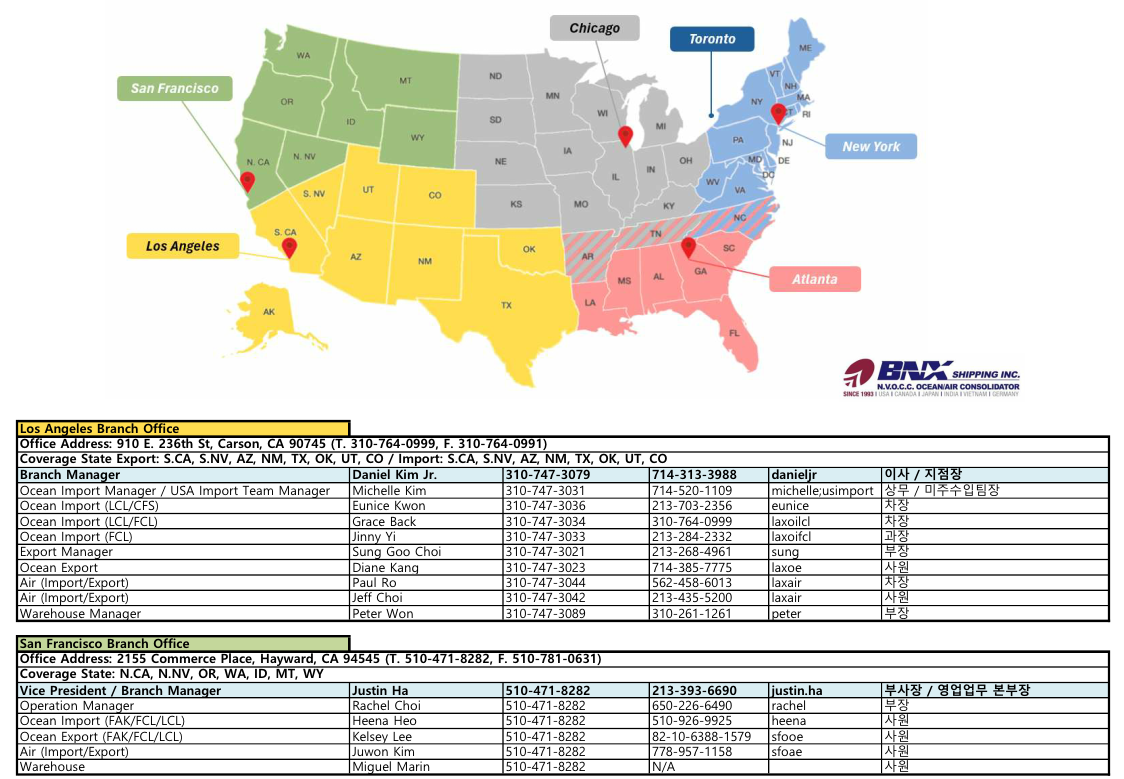 Chicago
Toronto
San Francisco
New York
Los Angeles
Atlanta
WA
MT
ND
MN
ME
VT
NH
OR
ID
SD
WI
MI
NY
MA
CT
RI
WY
NE
IA
PA
NJ
N. CA
N. NV
IL
IN
OH
MD
DE
DC
UT
CO
KS
MO
KY
WV
VA
S. NV
S. CA
AZ
NM
OK
AR
TN
NC
SC
MS
AL
GA
TX
LA
FL
AK
BNX SHIPPING INC.
N.V.O.C.C. OCEAN/AIR CONSOLIDATOR
SINCE 1993 | USA | CANADA | JAPAN | INDIA | VIETNAM | GERMANY
Los Angeles Branch Office
Office Address: 910 E. 236th St, Carson, CA 90745 (T. 310-764-0999, F. 310-764-0991)
Coverage State Export: S.CA, S.NV, AZ, NM, TX, OK, UT, CO / Import: S.CA, S.NV, AZ, NM, TX, OK, UT, CO
Branch Manager Daniel Kim Jr. 310-747-3079 714-313-3988 danieljr 이사 / 지점장
Ocean Import Manager / USA Import Team Manager Michelle Kim 310-747-3031 714-520-1109 michelle;usimport 상무 / 미주수입팀장
Ocean Import (LCL/CFS) Eunice Kwon 310-747-3036 213-703-2356 eunice 차장
Ocean Import (LCL/FCL) Grace Back 310-747-3034 310-764-0999 laxoilcl 차장
Ocean Import (FCL) Jinny Yi 310-747-3033 213-284-2332 laxoifcl 과장
Export Manager Sung Goo Choi 310-747-3021 213-268-4961 sung 부장
Ocean Export Diane Kang 310-747-3023 714-385-7775 laxoe 사원
Air (Import/Export) Paul Ro 310-747-3044 562-458-6013 laxair 차장
Air (Import/Export) Jeff Choi 310-747-3042 213-435-5200 laxair 사원
Warehouse Manager Peter Won 310-747-3089 310-261-1261 peter 부장
San Francisco Branch Office
Office Address: 2155 Commerce Place, Hayward, CA 94545 (T. 510-471-8282, F. 510-781-0631)
Coverage State: N.CA, N.NV, OR, WA, ID, MT, WY
Vice President / Branch Manager Justin Ha 510-471-8282 213-393-6690 justin.ha 부사장 / 영업업무 본부장
Operation Manager Rachel Choi 510-471-8282 650-226-6490 rachel 부장
Ocean Import (FAK/FCL/LCL) Heena Heo 510-471-8282 510-926-9925 heena 사원
Ocean Export (FAK/FCL/LCL) Kelsey Lee 510-471-8282 82-10-6388-1579 sfooe 사원
Air (Import/Export) Juwon Kim 510-471-8282 778-957-1158 sfoae 사원
Warehouse Miguel Marin 510-471-8282 N/A 사원